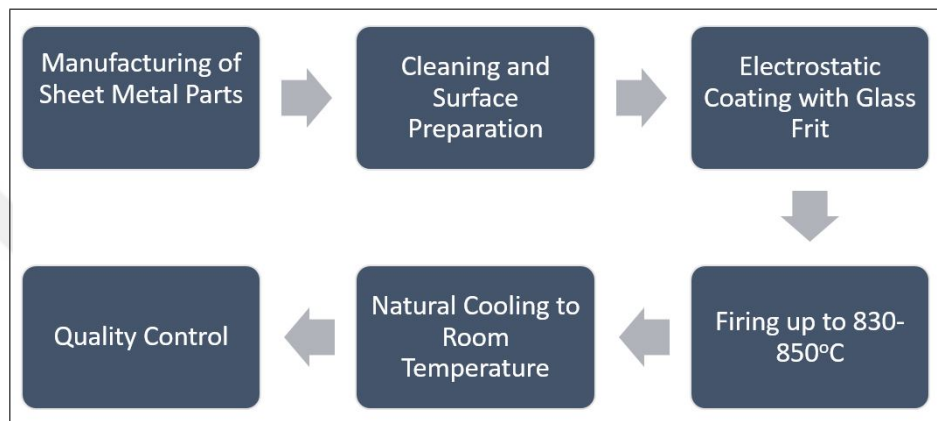 Manufacturing of
Sheet Metal Parts
Cleaning and
Surface
Preparation
Electrostatic
Coating with Glass
Frit
Firing up to 830-
850°C
Natural Cooling to
Room
Temperature
Quality Control